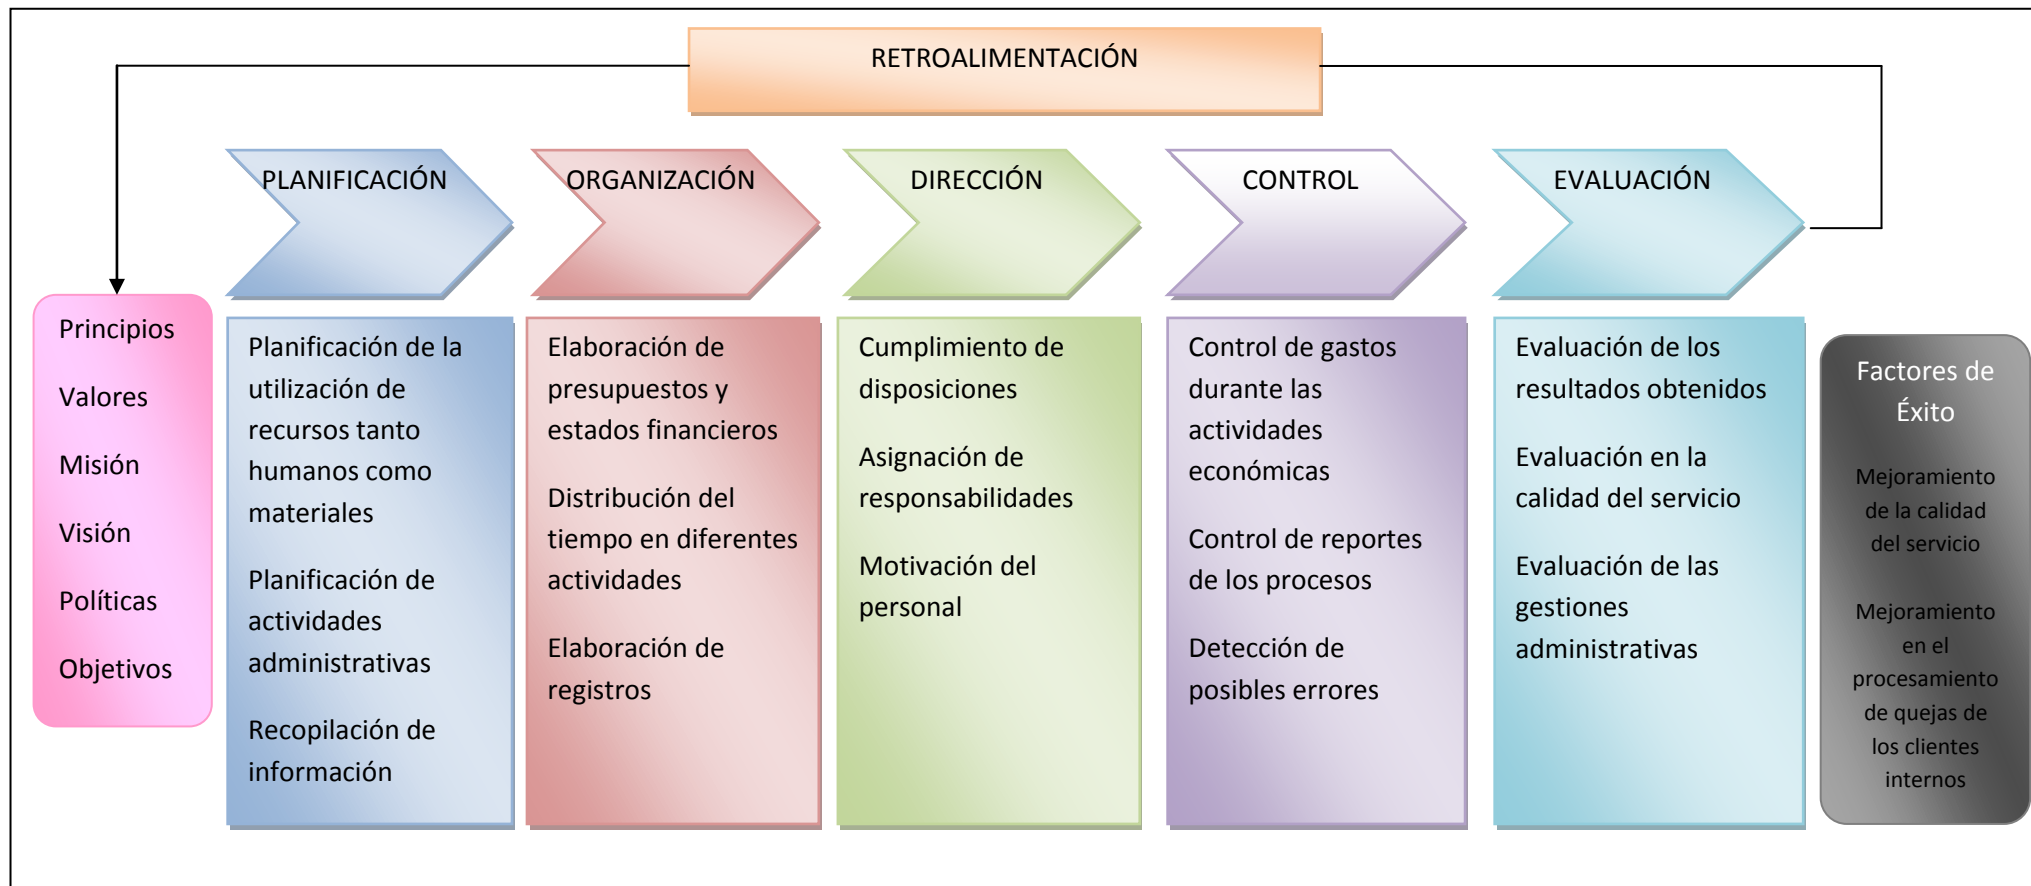 RETROALIMENTACIÓN
PLANIFICACIÓN
ORGANIZACIÓN
DIRECCIÓN
CONTROL
EVALUACIÓN
Principios
Valores
Misión
Visión
Políticas
Objetivos
Planificación de la
utilización de
recursos tanto
humanos como
materiales
Planificación de
actividades
administrativas
Recopilación de
información
Elaboración de
presupuestos y
estados financieros
Distribución del
tiempo en diferentes
actividades
Elaboración de
registros
Cumplimiento de
disposiciones
Asignación de
responsabilidades
Motivación del
personal
Control de gastos
durante las
actividades
económicas
Control de reportes
de los procesos
Detección de
posibles errores
Evaluación de los
resultados obtenidos
Evaluación en la
calidad del servicio
Evaluación de las
gestiones
administrativas
Factores de
Éxito
Mejoramiento
de la calidad
del servicio
Mejoramiento
en el
procesamiento
de quejas de
los clientes
internos